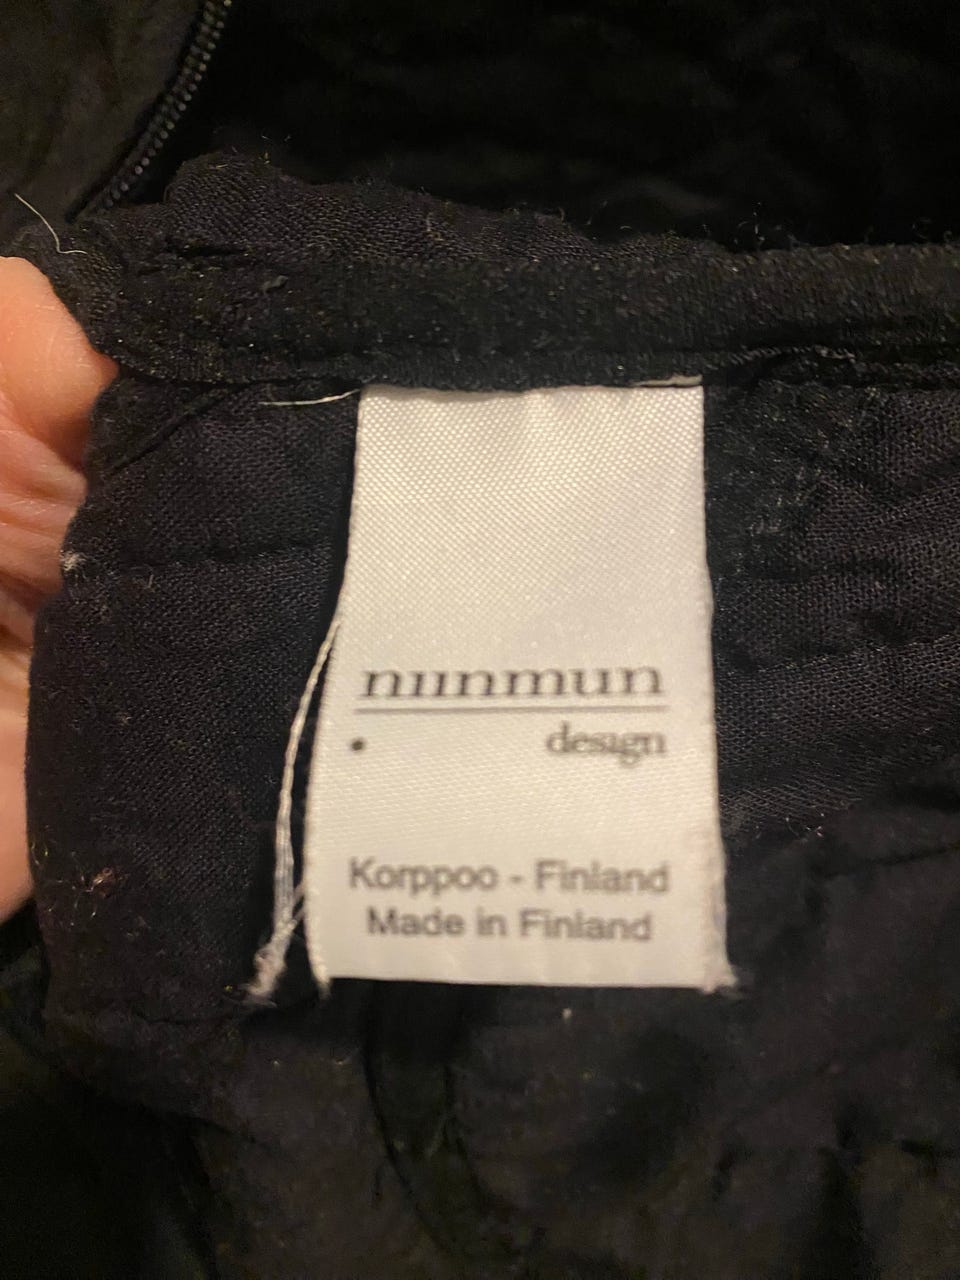 nunmun
design
Korppoo - Finland
Made in Finland